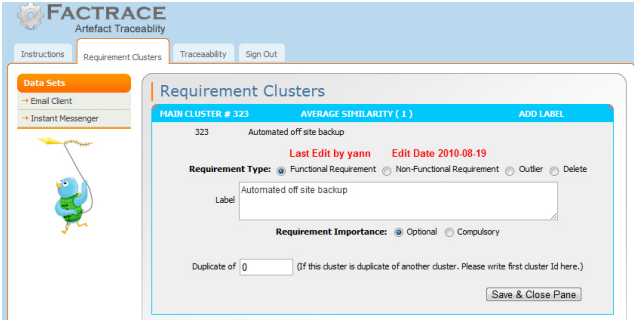 FACTRACE
Artefact Traceablity
Instructions
Requirement Clusters
Traceaability
Sign Out
Data Sets
Email Client
Instant Messenger
Requirement Clusters
MAIN CLUSTER # 323 AVERAGE SIMILARITY ( 1 ) ADD LABEL
323 Automated off site backup
Last Edit by yann Edit Date 2010-08-19
Requirement Type: Functional Requirement Non-Functional Requirement Outlier Delete
Label Automated off site backup
Requirement Importance: Optional Compulsory
Duplicate of 0 (If this cluster is duplicate of another cluster. Please write first cluster Id here.)
Save & Close Pane